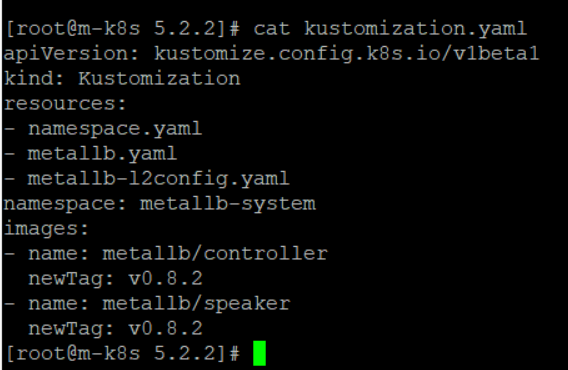 [root@m-k8s 5.2.2]# cat kustomization.yaml
apiVersion: kustomize.config.k8s.io/v1beta1
kind: Kustomization
resources:
- namespace.yaml
- metallb.yaml
- metallb-l2config.yaml
namespace: metallb-system
images:
- name: metallb/controller
  newTag: v0.8.2
- name: metallb/speaker
  newTag: v0.8.2
[root@m-k8s 5.2.2]#